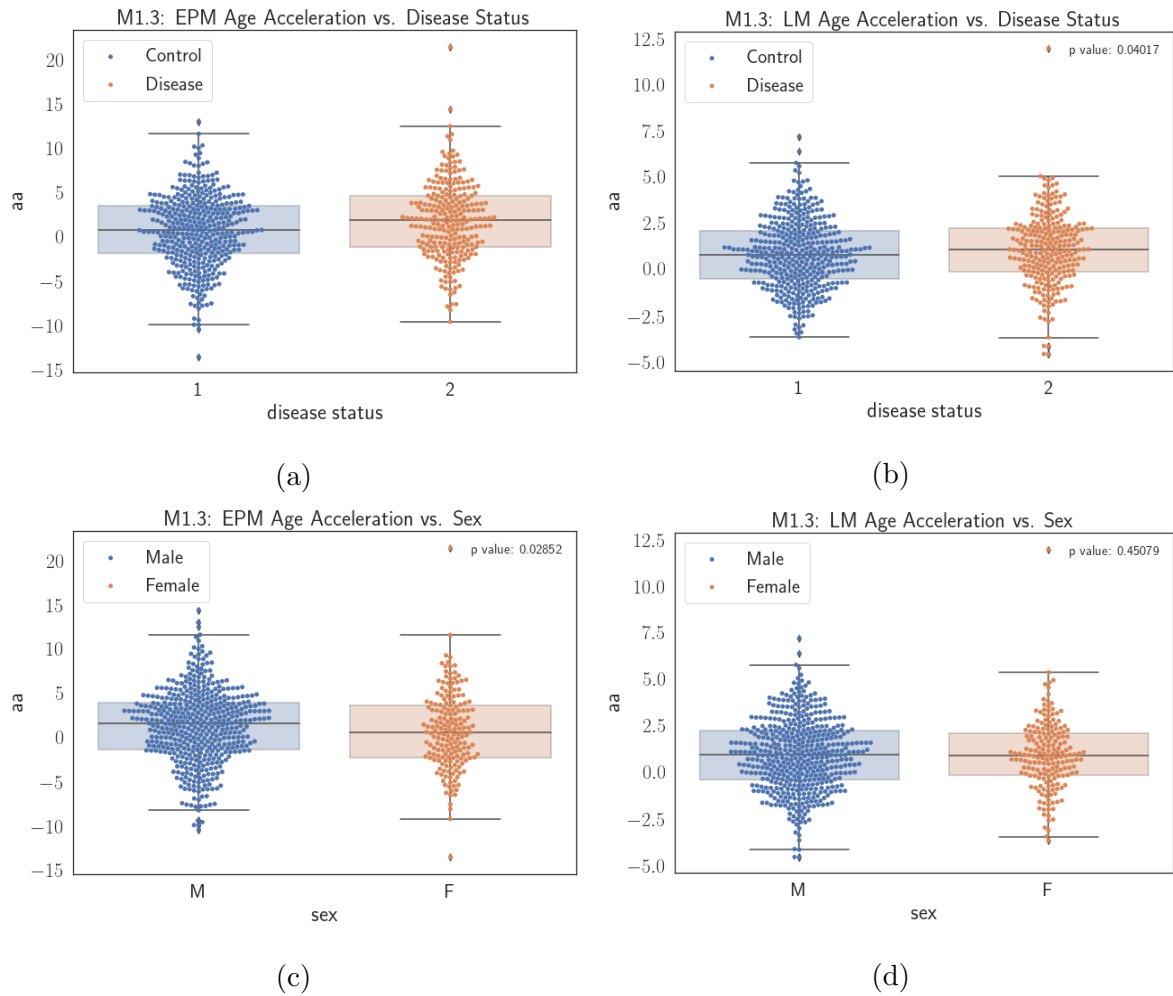 M1.3: EPM Age Acceleration vs. Disease Status
Control
Disease
20
15
10
5
0
−5
−10
−15
aa
1
2
disease status
(a)
M1.3: LM Age Acceleration vs. Disease Status
Control
Disease
p value: 0.04017
12.5
10.0
7.5
5.0
2.5
0.0
−2.5
−5.0
aa
1
2
disease status
(b)
M1.3: EPM Age Acceleration vs. Sex
Male
Female
p value: 0.02852
20
15
10
5
0
−5
−10
−15
aa
M
F
sex
(c)
M1.3: LM Age Acceleration vs. Sex
Male
Female
p value: 0.45079
12.5
10.0
7.5
5.0
2.5
0.0
−2.5
−5.0
aa
M
F
sex
(d)